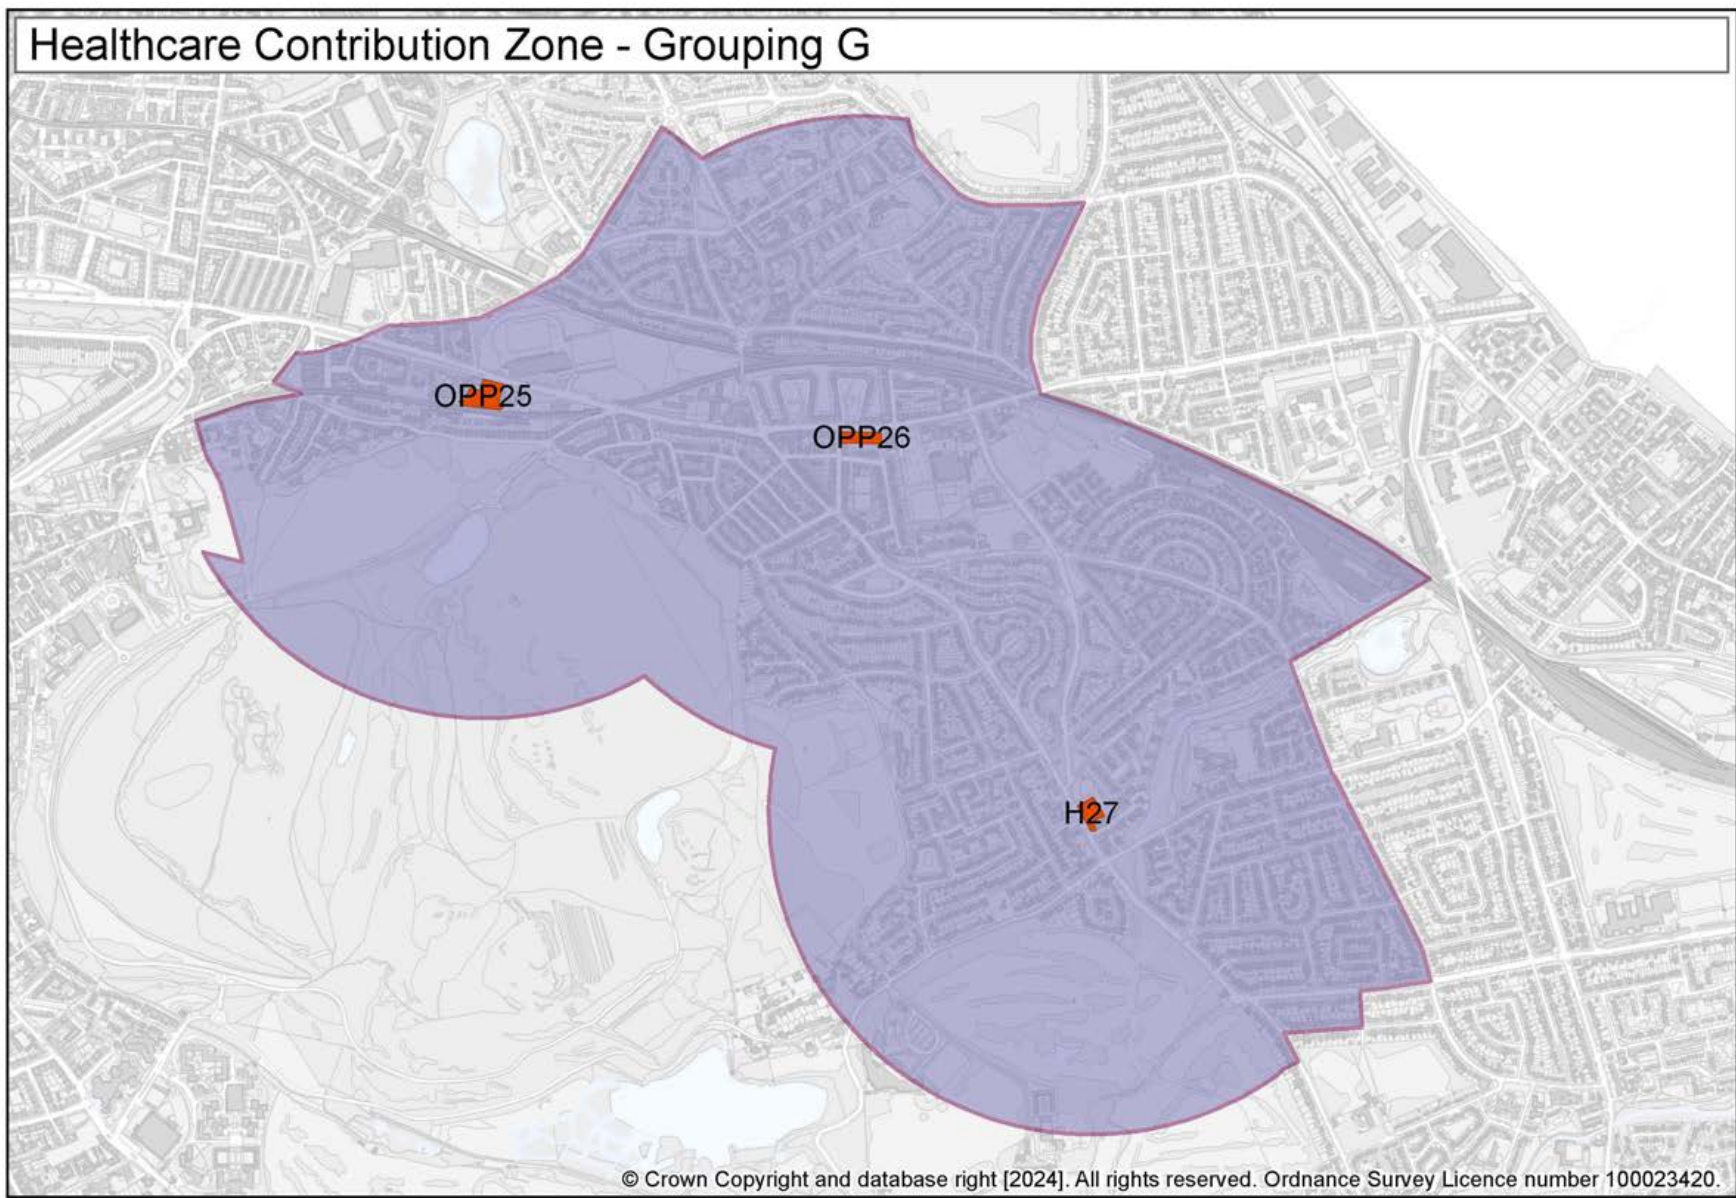 Healthcare Contribution Zone - Grouping G
OPP25
OPP26
H27
© Crown Copyright and database right [2024]. All rights reserved. Ordnance Survey Licence number 100023420.